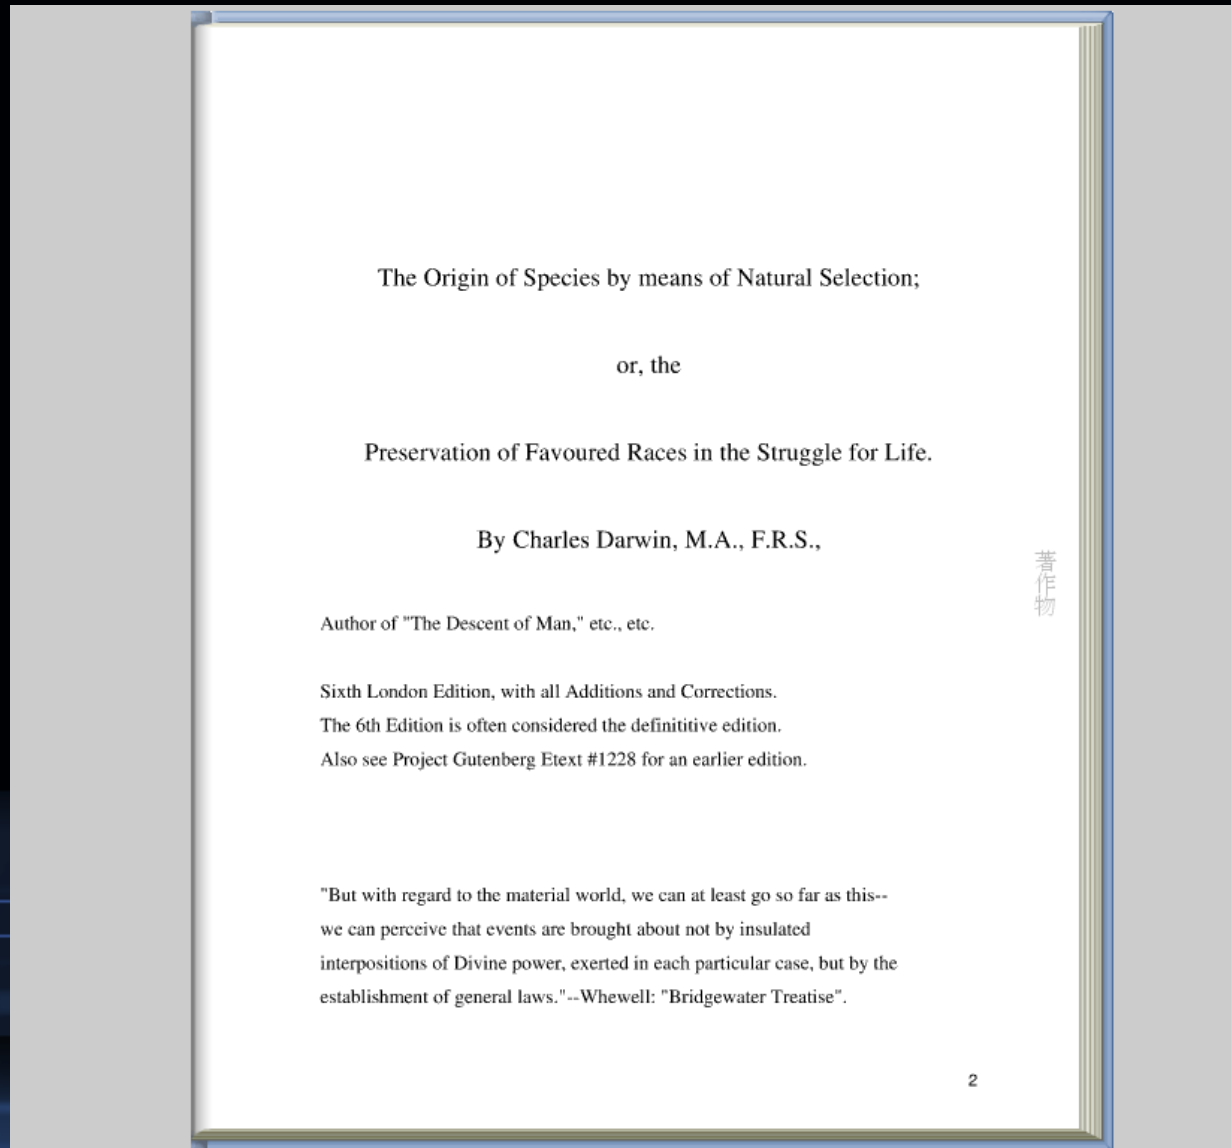 The Origin of Species by means of Natural Selection;
or, the
Preservation of Favoured Races in the Struggle for Life.
By Charles Darwin, M.A., F.R.S.,
著作物
Author of "The Descent of Man," etc., etc.
Sixth London Edition, with all Additions and Corrections.
The 6th Edition is often considered the definititive edition.
Also see Project Gutenberg Etext #1228 for an earlier edition.
"But with regard to the material world, we can at least go so far as this--
we can perceive that events are brought about not by insulated
interpositions of Divine power, exerted in each particular case, but by the
establishment of general laws."--Whewell: "Bridgewater Treatise".
2